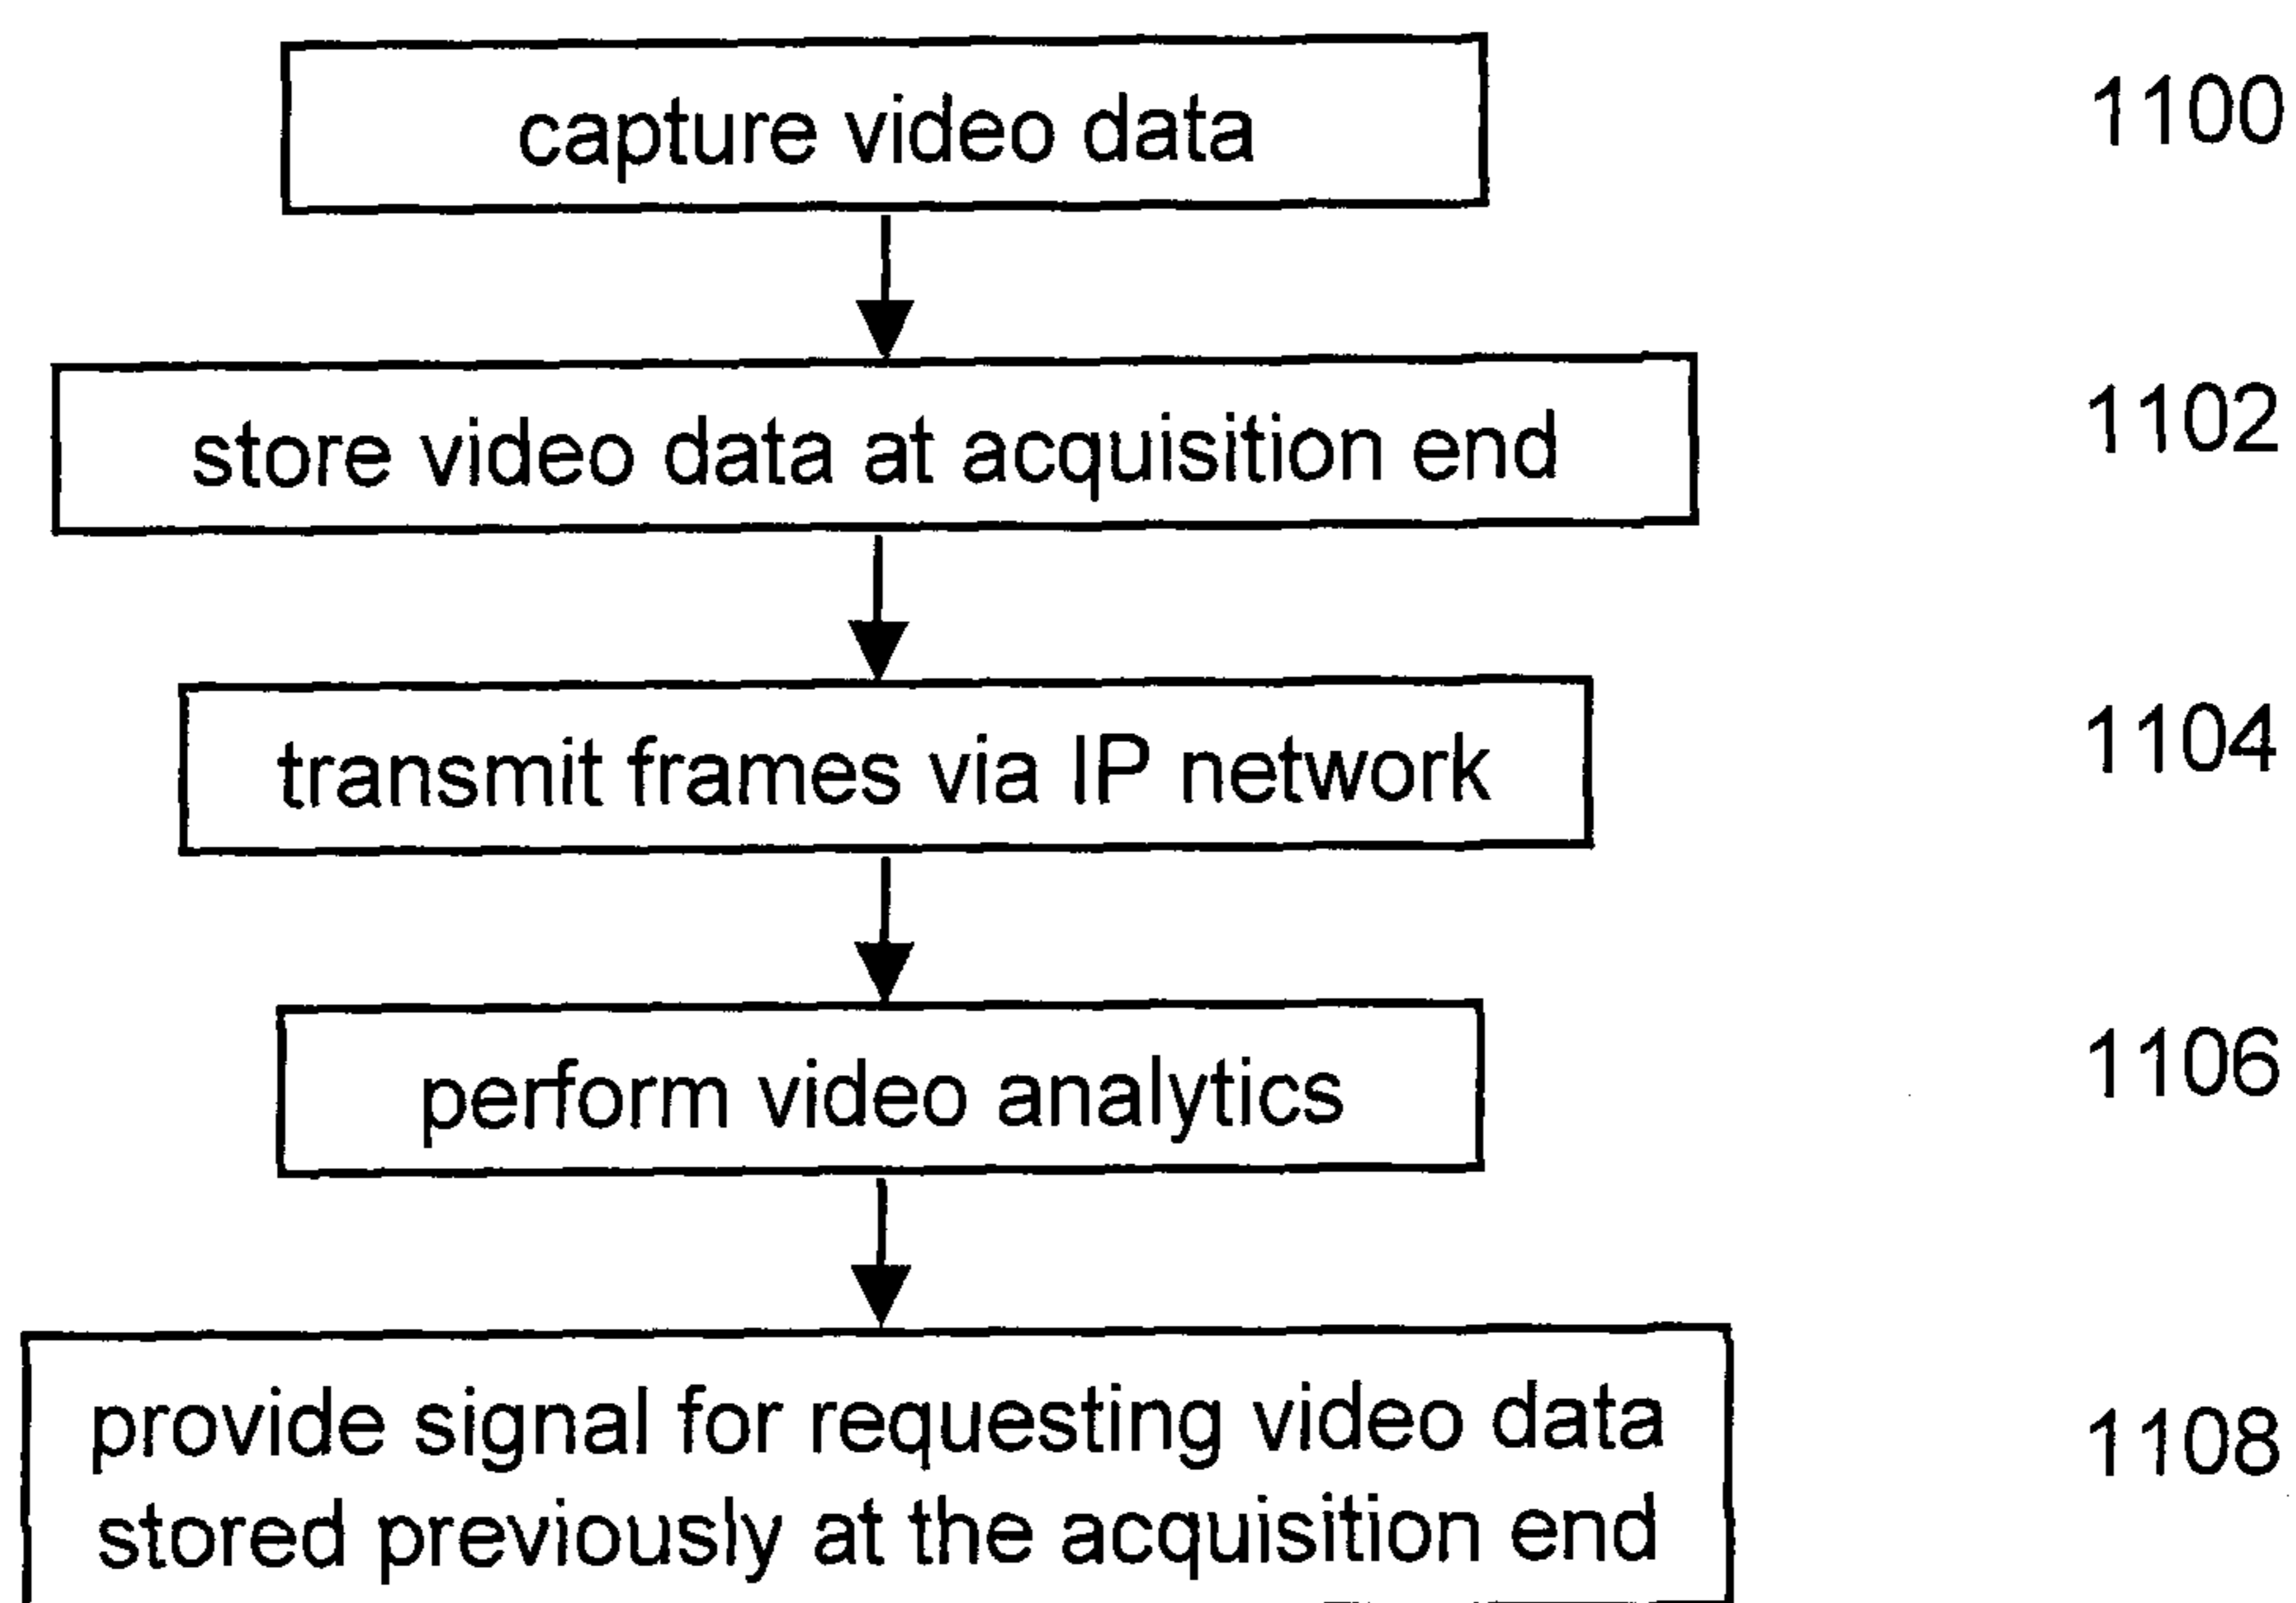 capture video data 1100
store video data at acquisition end 1102
transmit frames via IP network 1104
perform video analytics 1106
provide signal for requesting video data 1108
stored previously at the acquisition end